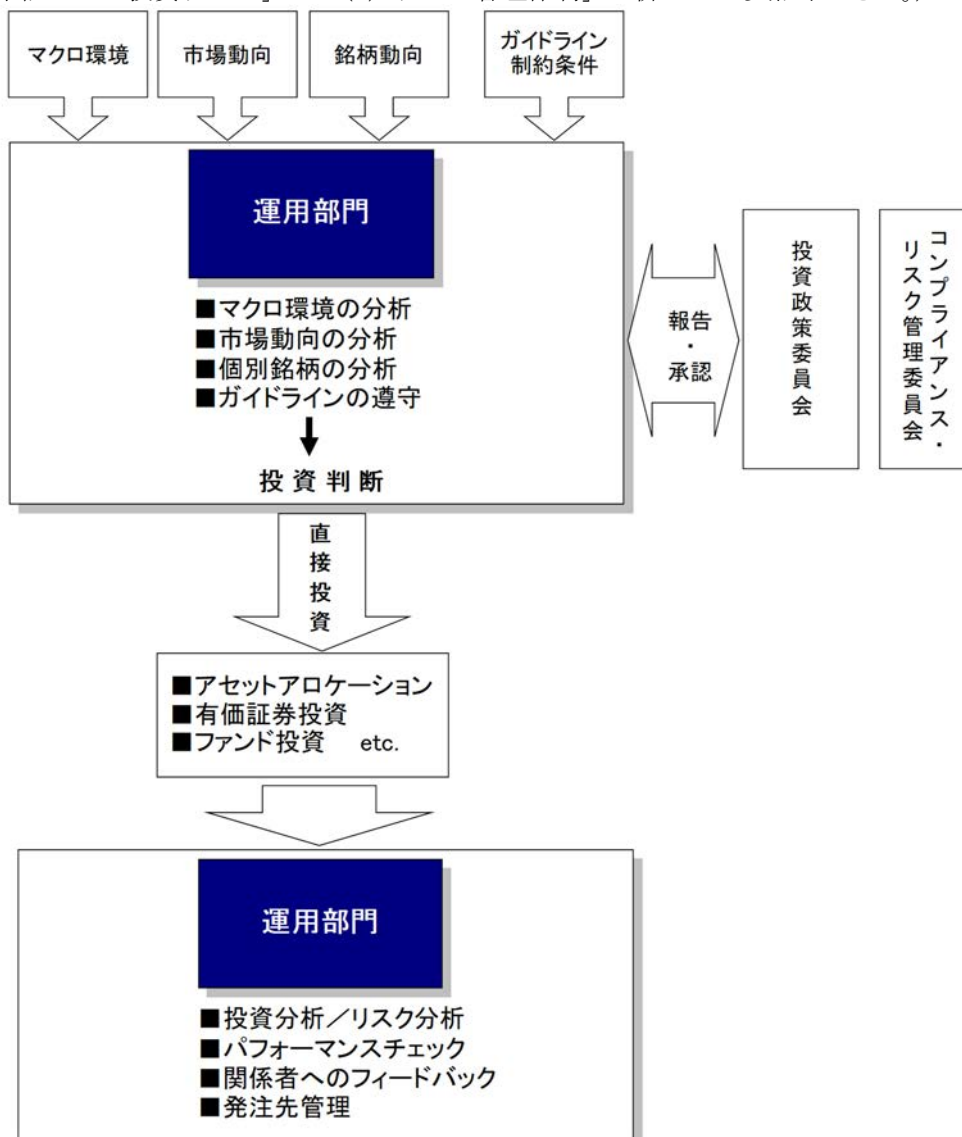 マクロ環境
市場動向
銘柄動向
ガイドライン
制約条件
運用部門
■マクロ環境の分析
■市場動向の分析
■個別銘柄の分析
■ガイドラインの遵守
投資判断
報告
・
承認
投資政策委員会
コンプライアンス・
リスク管理委員会
直接投資
■アセットアロケーション
■有価証券投資
■ファンド投資 etc.
運用部門
■投資分析／リスク分析
■パフォーマンスチェック
■関係者へのフィードバック
■発注先管理